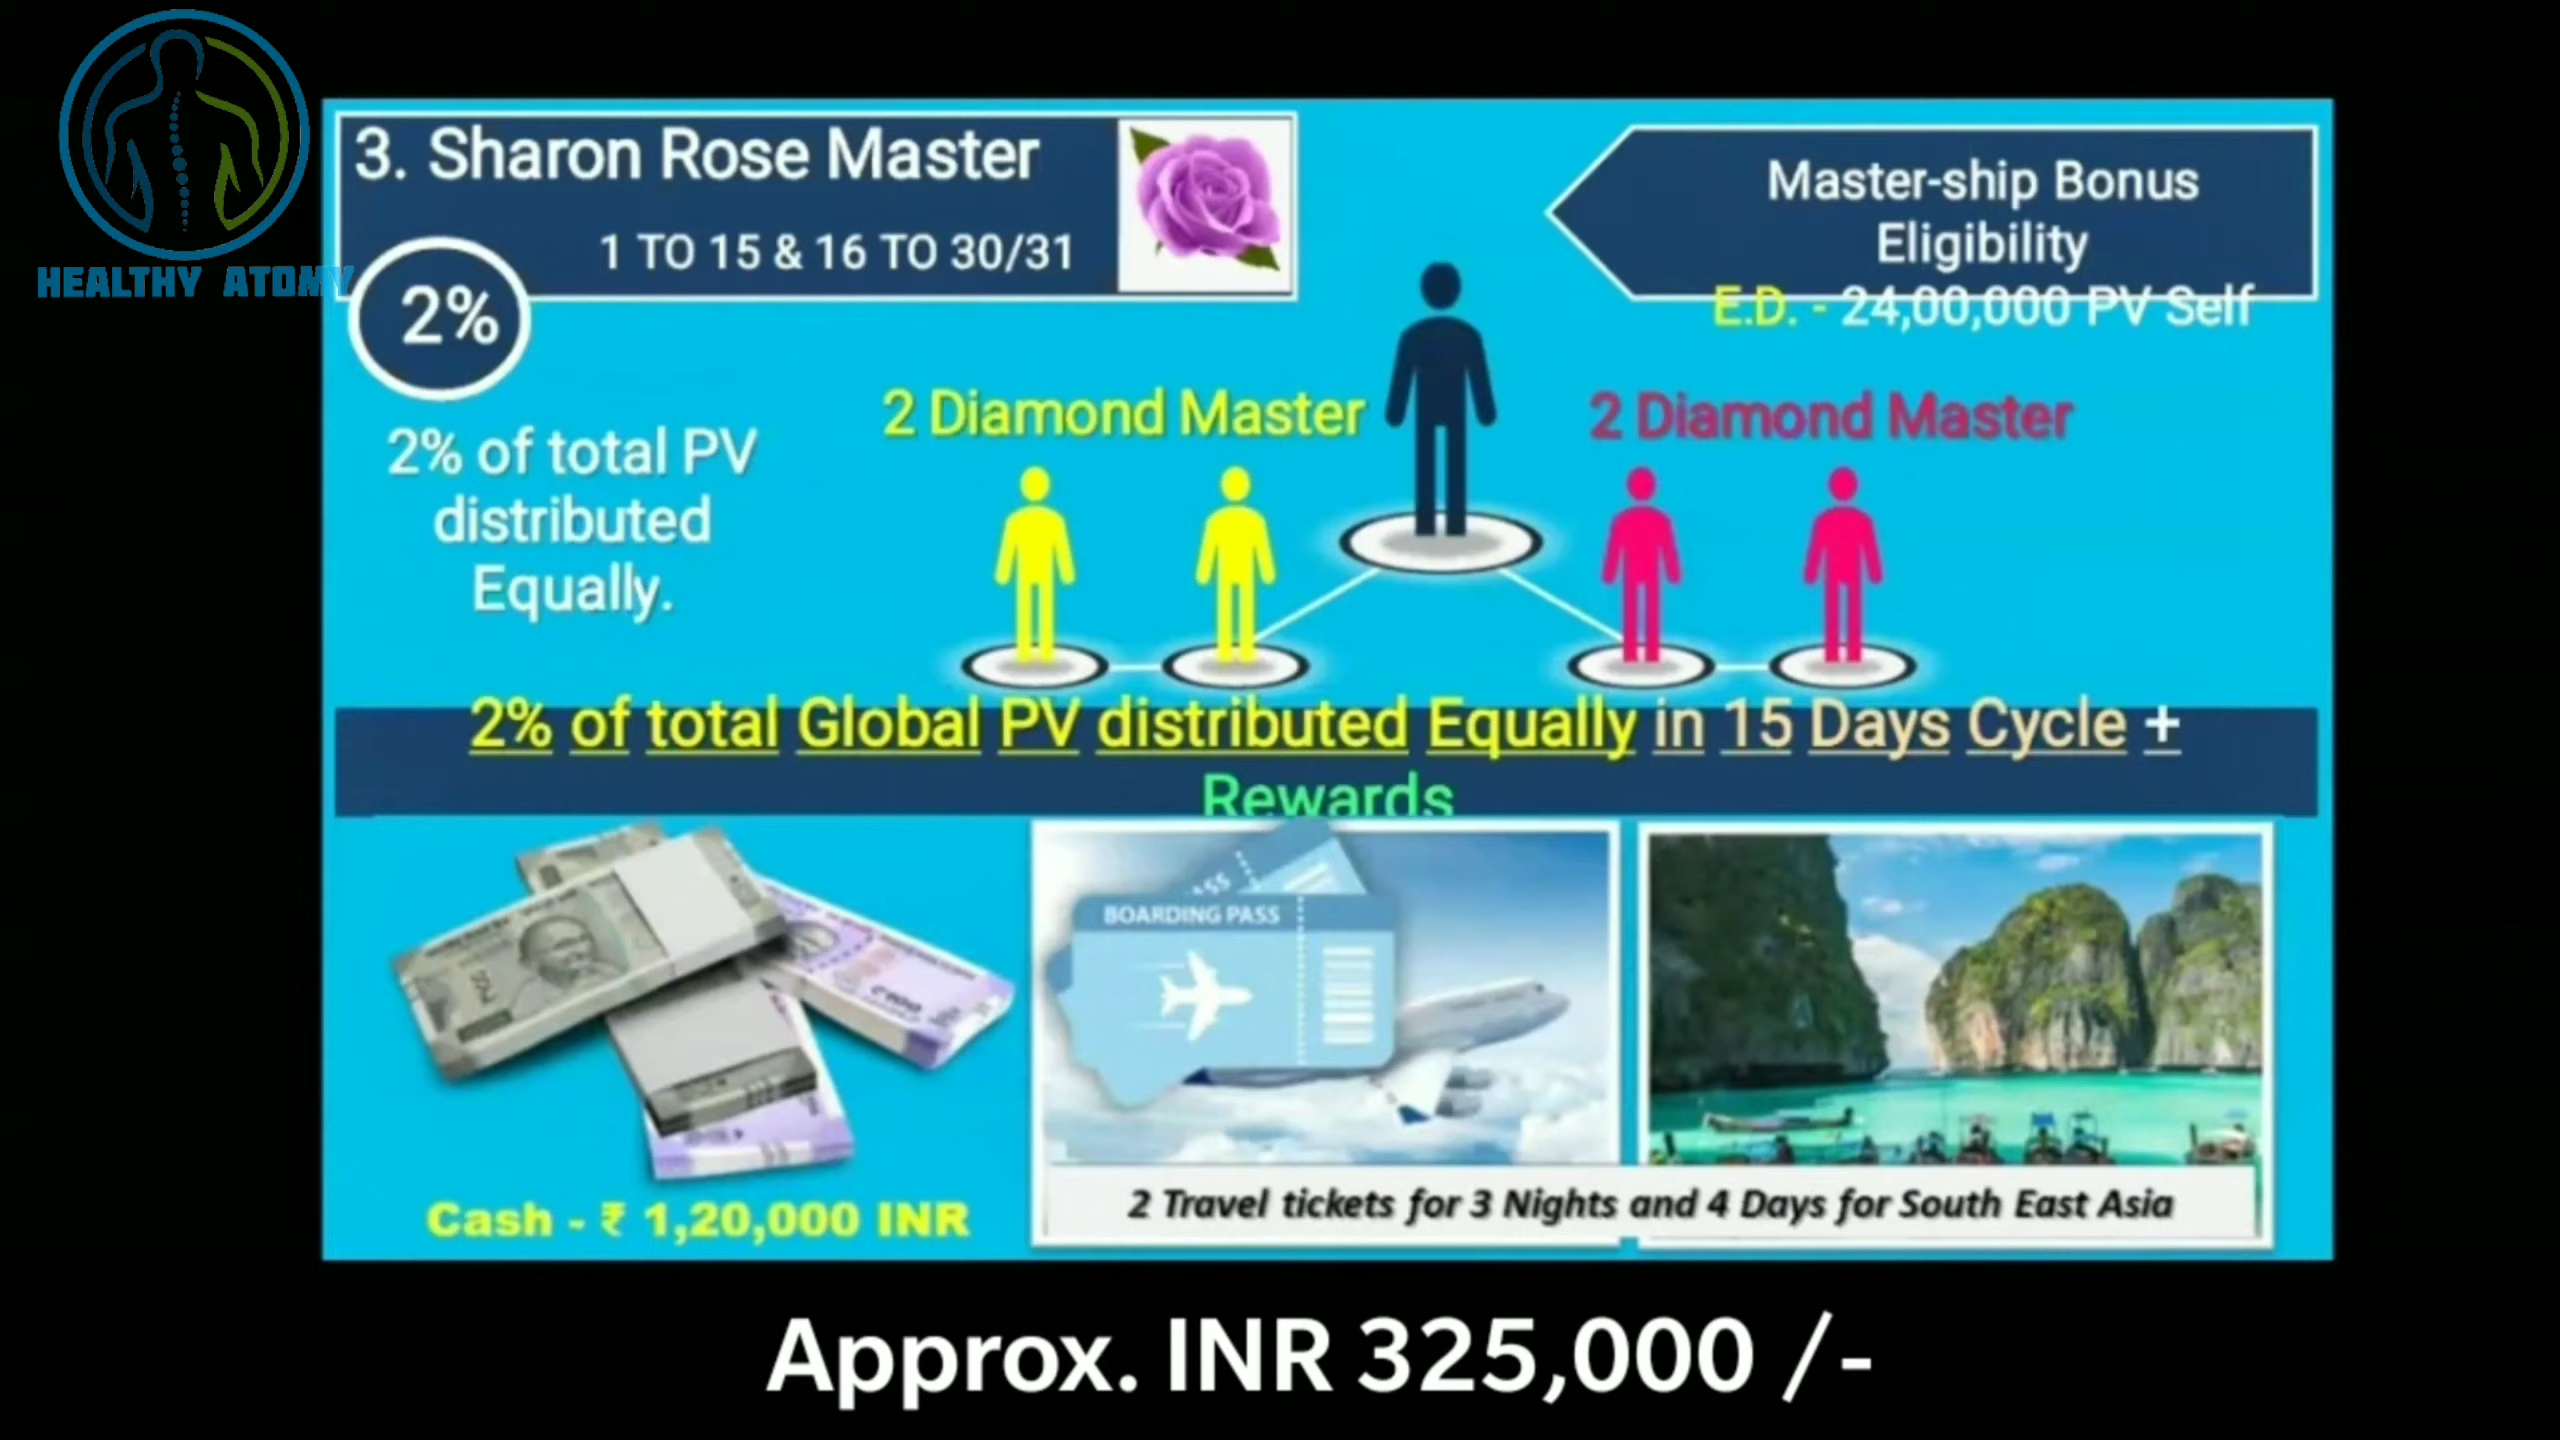 HEALTHY ATOMY
3. Sharon Rose Master
1 TO 15 & 16 TO 30/31
2%
Master-ship Bonus
Eligibility
E.D. - 24,00,000 PV Self
2% of total PV
distributed
Equally.
2 Diamond Master
2 Diamond Master
2% of total Global PV distributed Equally in 15 Days Cycle +
Rewards
BOARDING PASS
Cash - ₹ 1,20,000 INR
2 Travel tickets for 3 Nights and 4 Days for South East Asia
Approx. INR 325,000 /-